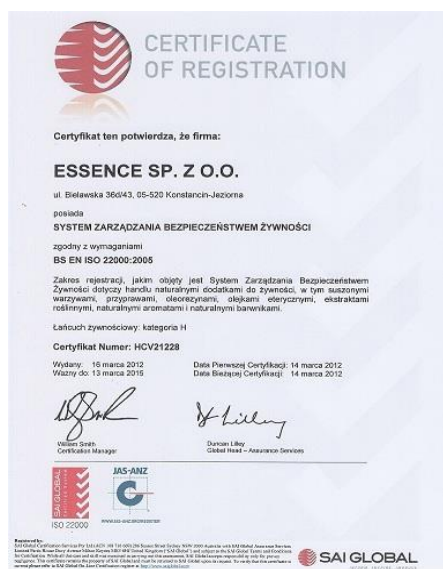 CERTIFICATE
OF REGISTRATION
Certyfikat ten potwierdza, że firma:
ESSENCE SP. Z O.O.
ul. Bielawska 36d/43, 05-520 Konstancin-Jeziorna
posiada
SYSTEM ZARZĄDZANIA BEZPIECZEŃSTWEM ŻYWNOŚCI
zgodny z wymaganiami
BS EN ISO 22000:2005
Zakres rejestracji, jakim objęty jest System Zarządzania Bezpieczeństwem
Żywności dotyczy handlu naturalnymi dodatkami do żywności, w tym suszonymi
warzywami, przyprawami, oleorezynami, olejkami eterycznymi, ekstraktami
roślinnymi, naturalnymi aromatami i naturalnymi barwnikami.
Łańcuch żywnościowy: kategoria H
Certyfikat Numer: HCV21228
Wydany: 16 marca 2012 Data Pierwszej Certyfikacji: 14 marca 2012
Ważny do: 13 marca 2015 Data Bieżącej Certyfikacji: 14 marca 2012
William Smith Duncan Lilley
Certification Manager Global Head – Assurance Services
SAI GLOBAL
JAS-ANZ
ISO 22000
Registered by:
SAI GLOBAL